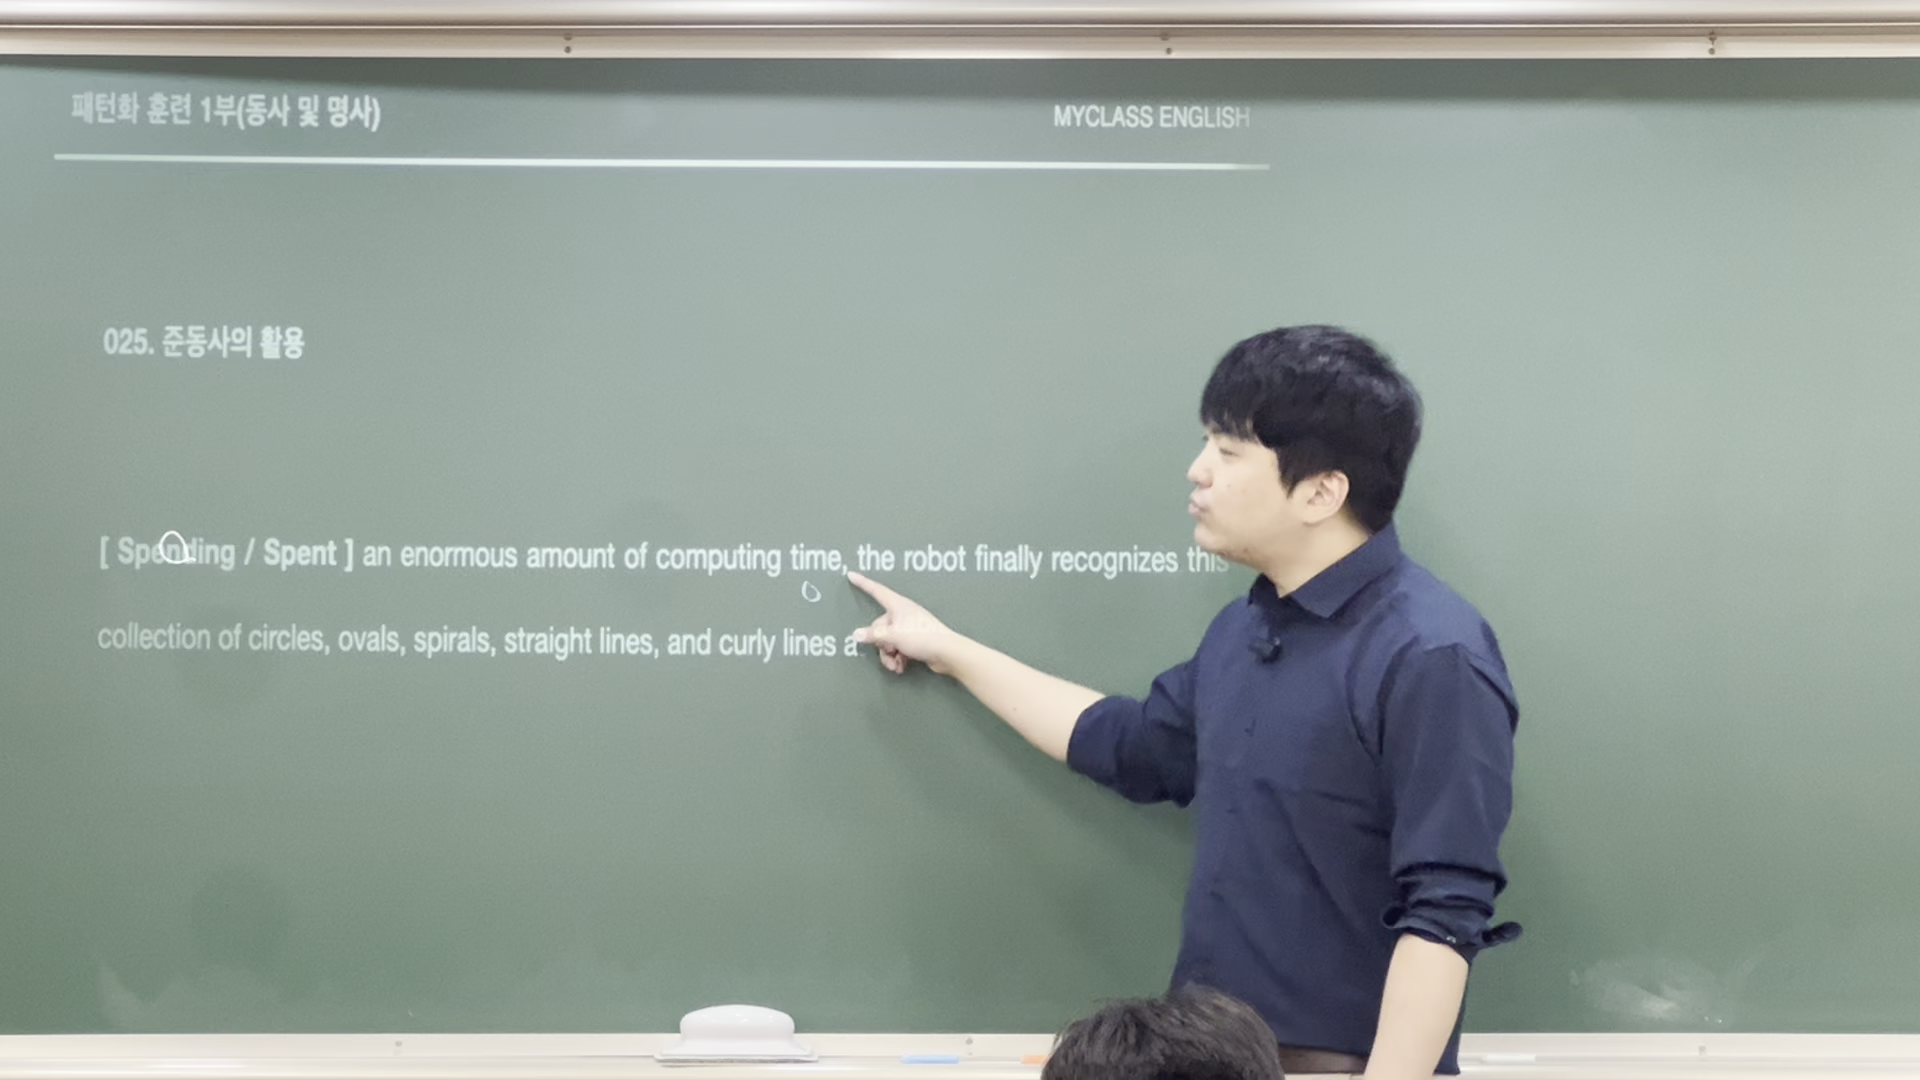 패턴화 훈련 1부(동사 및 명사)
MYCLASS ENGLISH
025. 준동사의 활용
[ Spending / Spent ] an enormous amount of computing time, the robot finally recognizes this
collection of circles, ovals, spirals, straight lines, and curly lines